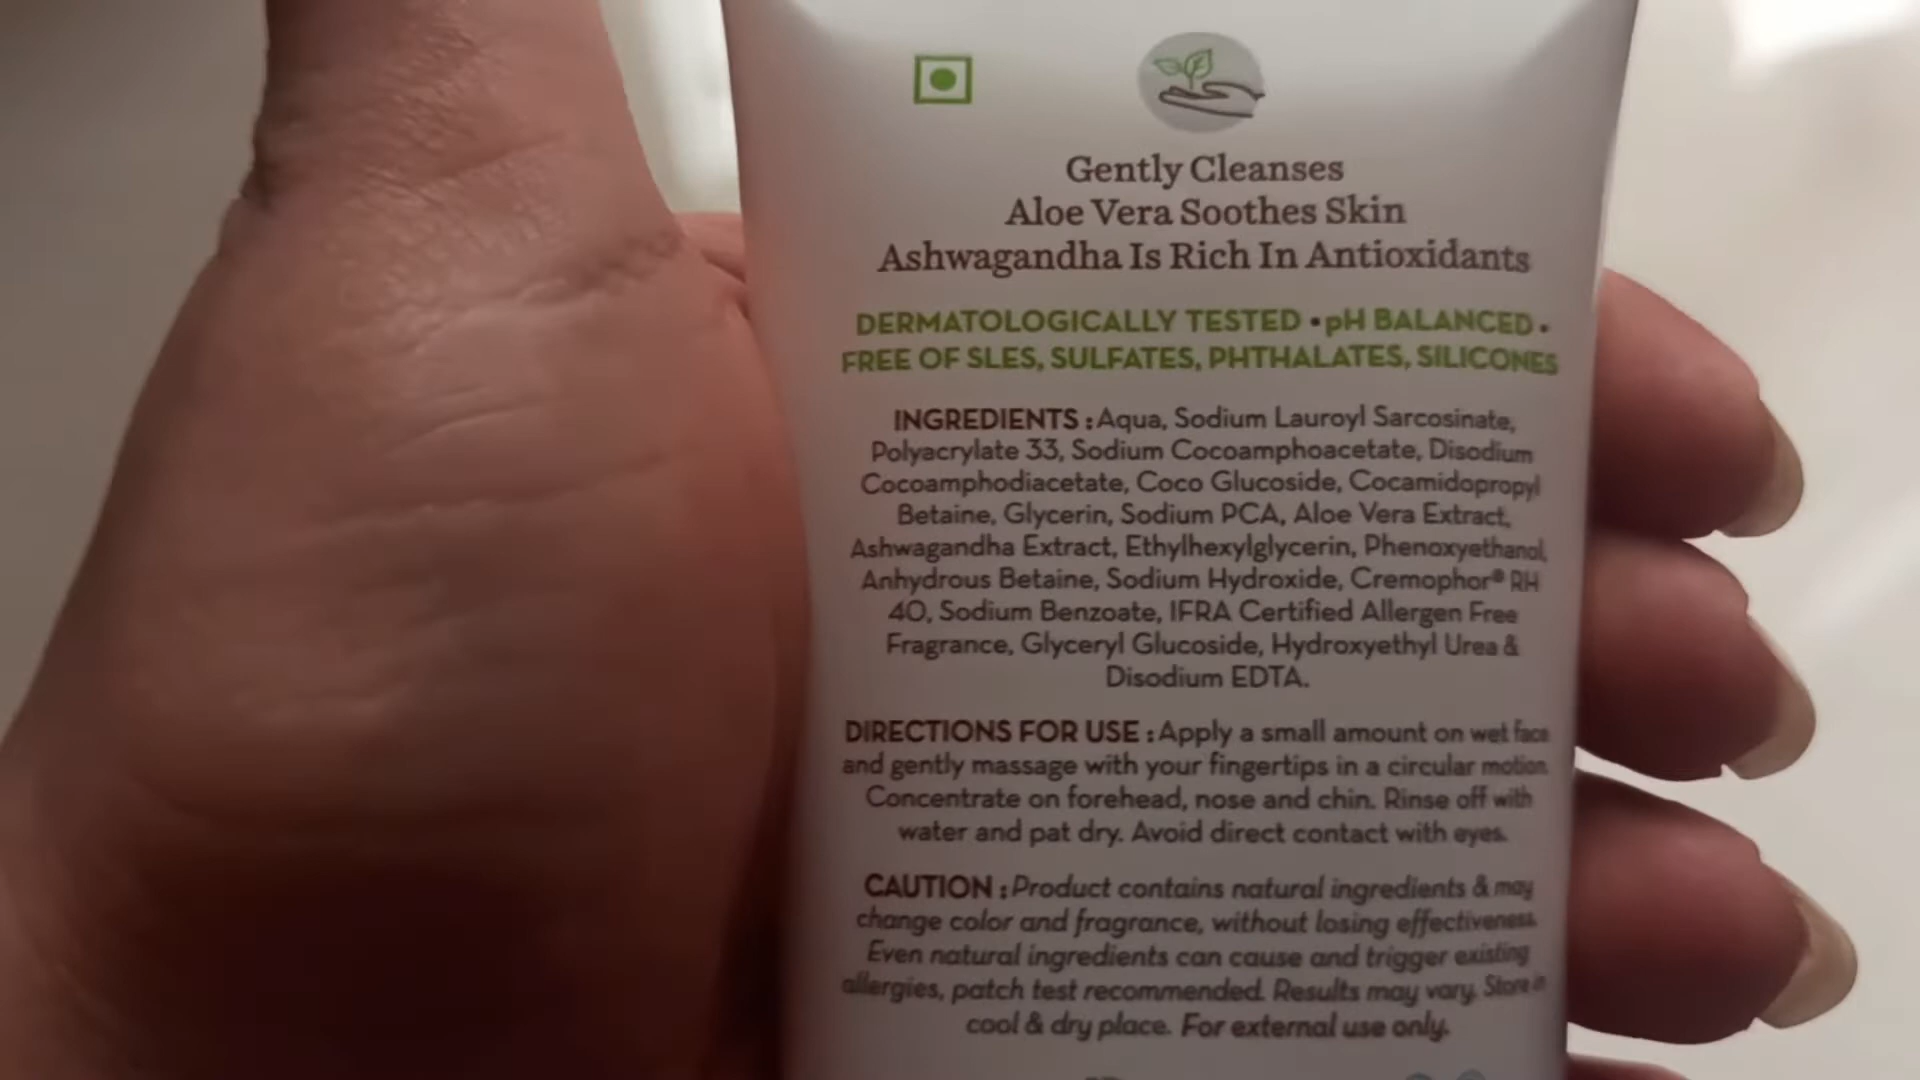 Gently Cleanses
Aloe Vera Soothes Skin
Ashwagandha Is Rich In Antioxidants
DERMATOLOGICALLY TESTED • pH BALANCED •
FREE OF SLES, SULFATES, PHTHALATES, SILICONES
INGREDIENTS : Aqua, Sodium Lauroyl Sarcosinate,
Polyacrylate 33, Sodium Cocoamphoacetate, Disodium
Cocoamphodiacetate, Coco Glucoside, Cocamidopropyl
Betaine, Glycerin, Sodium PCA, Aloe Vera Extract,
Ashwagandha Extract, Ethylhexylglycerin, Phenoxyethanol,
Anhydrous Betaine, Sodium Hydroxide, Cremophor® RH
40, Sodium Benzoate, IFRA Certified Allergen Free
Fragrance, Glyceryl Glucoside, Hydroxyethyl Urea &
Disodium EDTA.
DIRECTIONS FOR USE : Apply a small amount on wet face
and gently massage with your fingertips in a circular motion.
Concentrate on forehead, nose and chin. Rinse off with
water and pat dry. Avoid direct contact with eyes.
CAUTION : Product contains natural ingredients & may
change color and fragrance, without losing effectiveness.
Even natural ingredients can cause and trigger existing
allergies, patch test recommended. Results may vary. Store in
cool & dry place. For external use only.